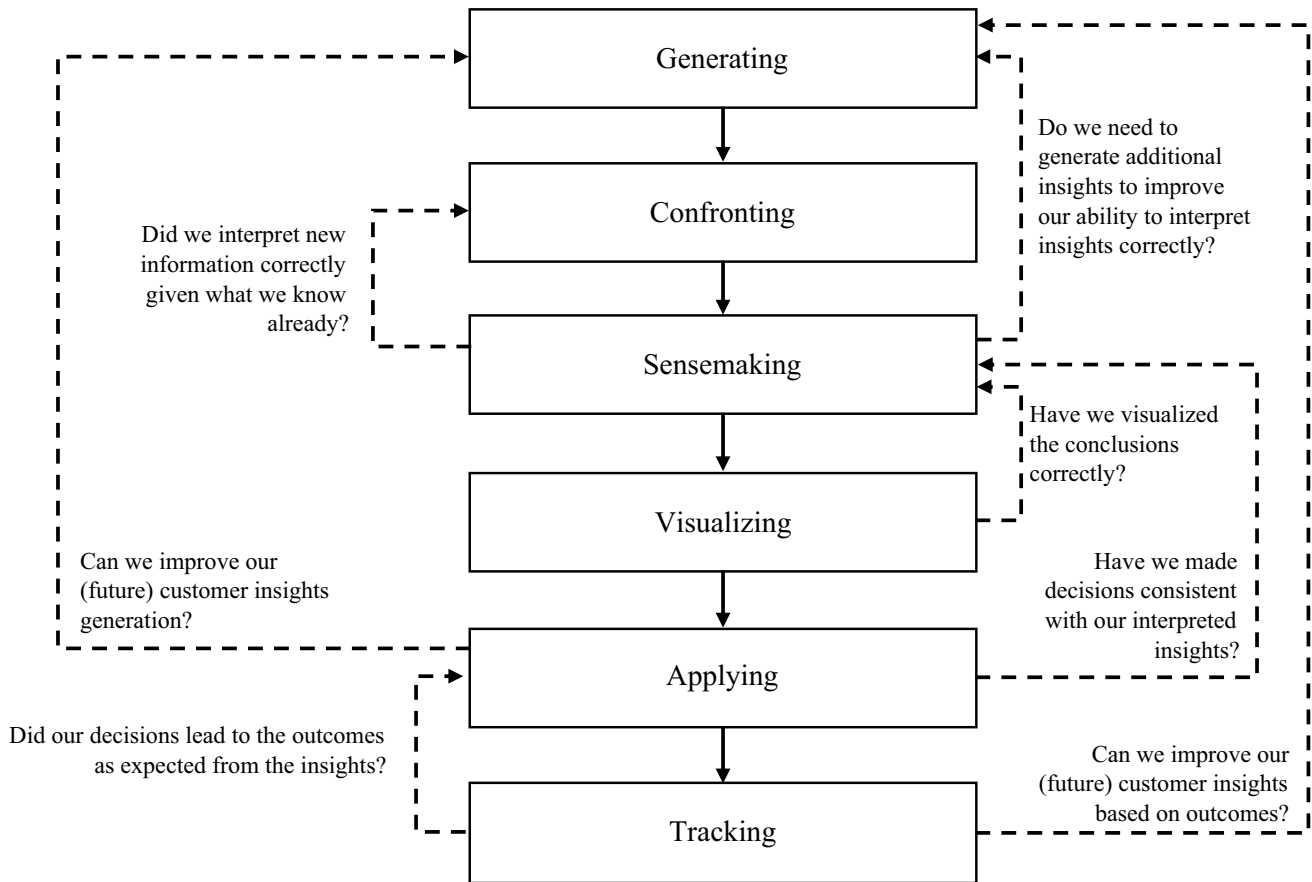 Generating
Do we need to
generate additional
insights to improve
our ability to interpret
insights correctly?
Confronting
Did we interpret new
information correctly
given what we know
already?
Sensemaking
Have we visualized
the conclusions
correctly?
Visualizing
Can we improve our
(future) customer insights
generation?
Have we made
decisions consistent
with our interpreted
insights?
Applying
Did our decisions lead to the outcomes
as expected from the insights?
Can we improve our
(future) customer insights
based on outcomes?
Tracking